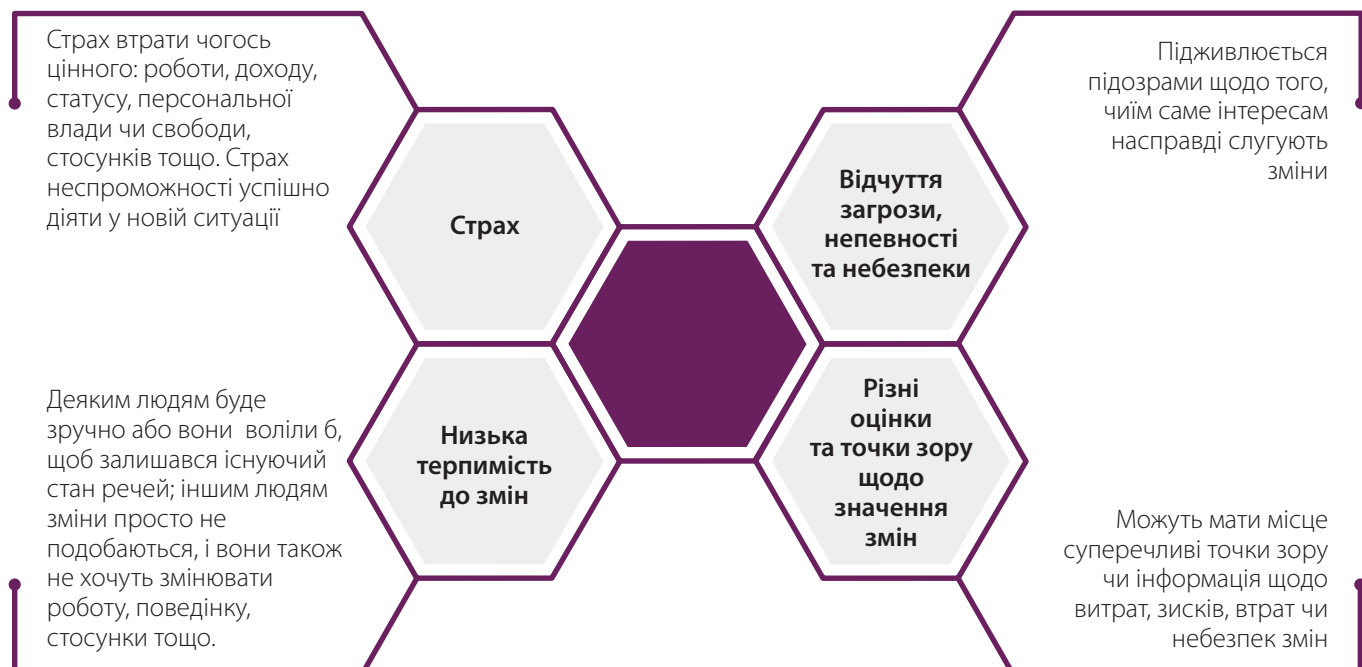 Страх втрати чогось
цінного: роботи, доходу,
статусу, персональної
влади чи свободи,
стосунків тощо. Страх
неспроможності успішно
діяти у новій ситуації
Страх
Відчуття
загрози,
непевності
та небезпеки
Підживлюється
підозрами щодо того,
чиїм саме інтересам
насправді слугують
зміни
Деяким людям буде
зручно або вони воліли б,
щоб залишався існуючий
стан речей; іншим людям
зміни просто не
подобаються, і вони також
не хочуть змінювати
роботу, поведінку,
стосунки тощо.
Низька
терпимість
до змін
Різні
оцінки
та точки зору
щодо
значення
змін
Можуть мати місце
суперечливі точки зору
чи інформація щодо
витрат, зисків, втрат чи
небезпек змін